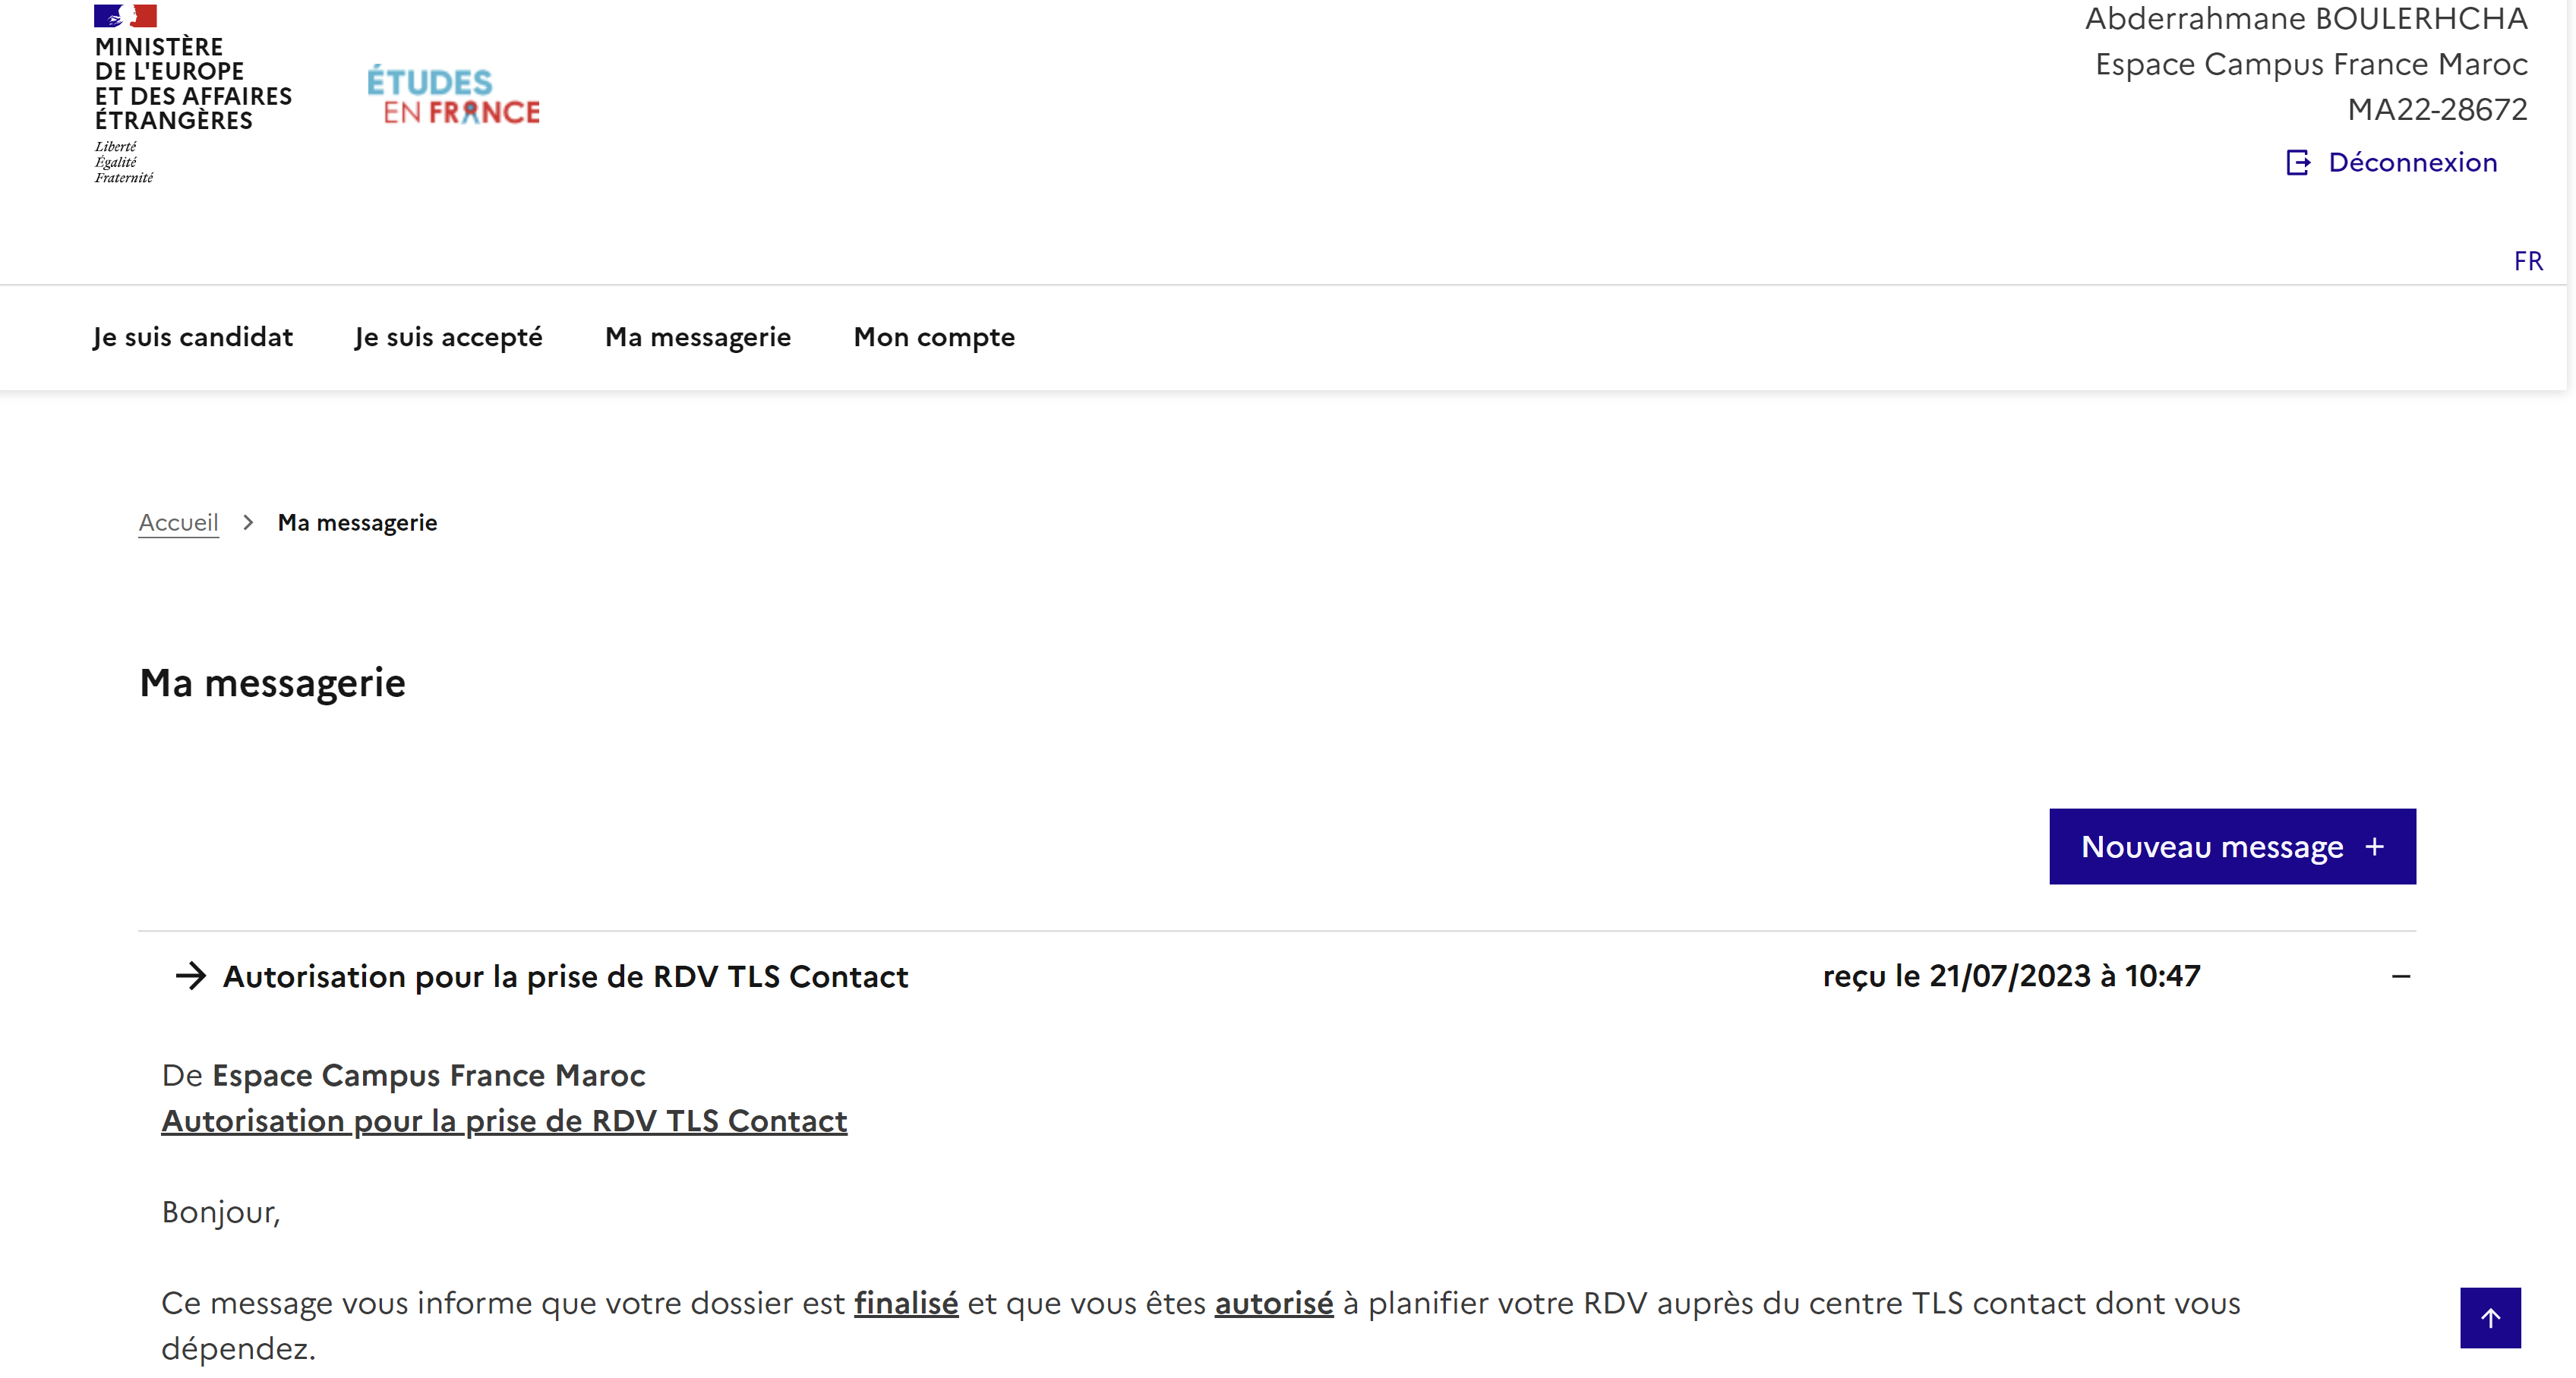 MINISTÈRE
DE L'EUROPE
ET DES AFFAIRES
ÉTRANGÈRES
Liberté
Égalité
Fraternité
ÉTUDES
EN FRANCE
Abderrahmane BOULERHCHA
Espace Campus France Maroc
MA22-28672
Déconnexion
FR
Je suis candidat Je suis accepté Ma messagerie Mon compte
Accueil > Ma messagerie
Ma messagerie
Nouveau message +
→ Autorisation pour la prise de RDV TLS Contact reçu le 21/07/2023 à 10:47 −
De Espace Campus France Maroc
Autorisation pour la prise de RDV TLS Contact
Bonjour,
Ce message vous informe que votre dossier est finalisé et que vous êtes autorisé à planifier votre RDV auprès du centre TLS contact dont vous
dépendez.